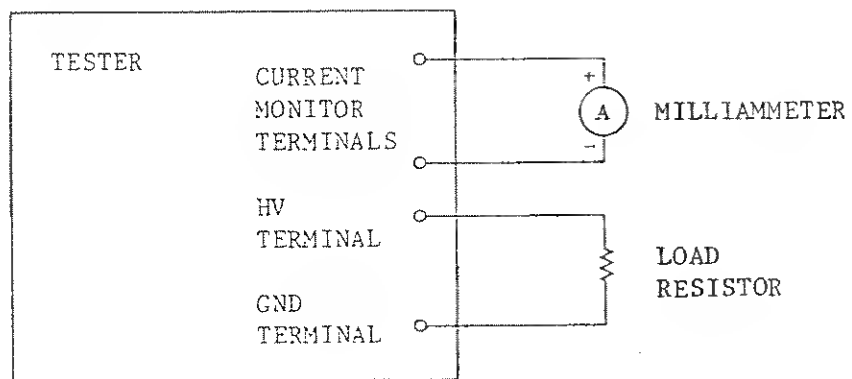 TESTER
CURRENT
MONITOR
TERMINALS
+
A
-
MILLIAMMETER
HV
TERMINAL
LOAD
RESISTOR
GND
TERMINAL